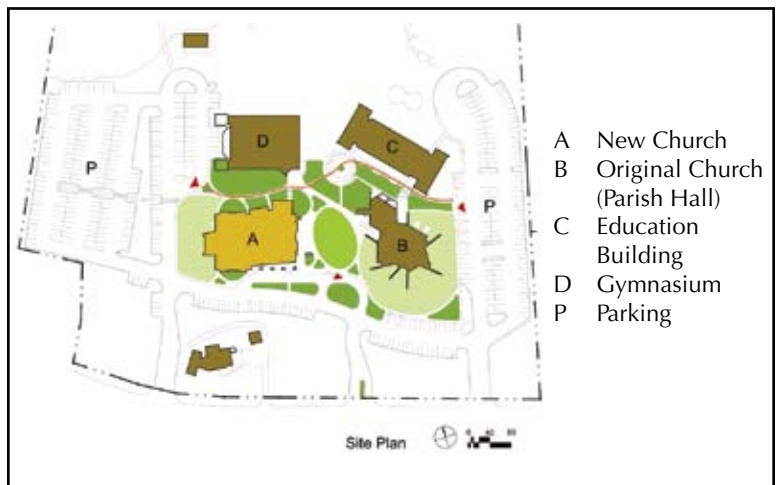 D
C
P
P
A
B
A New Church
B Original Church
(Parish Hall)
C Education
Building
D Gymnasium
P Parking
Site Plan